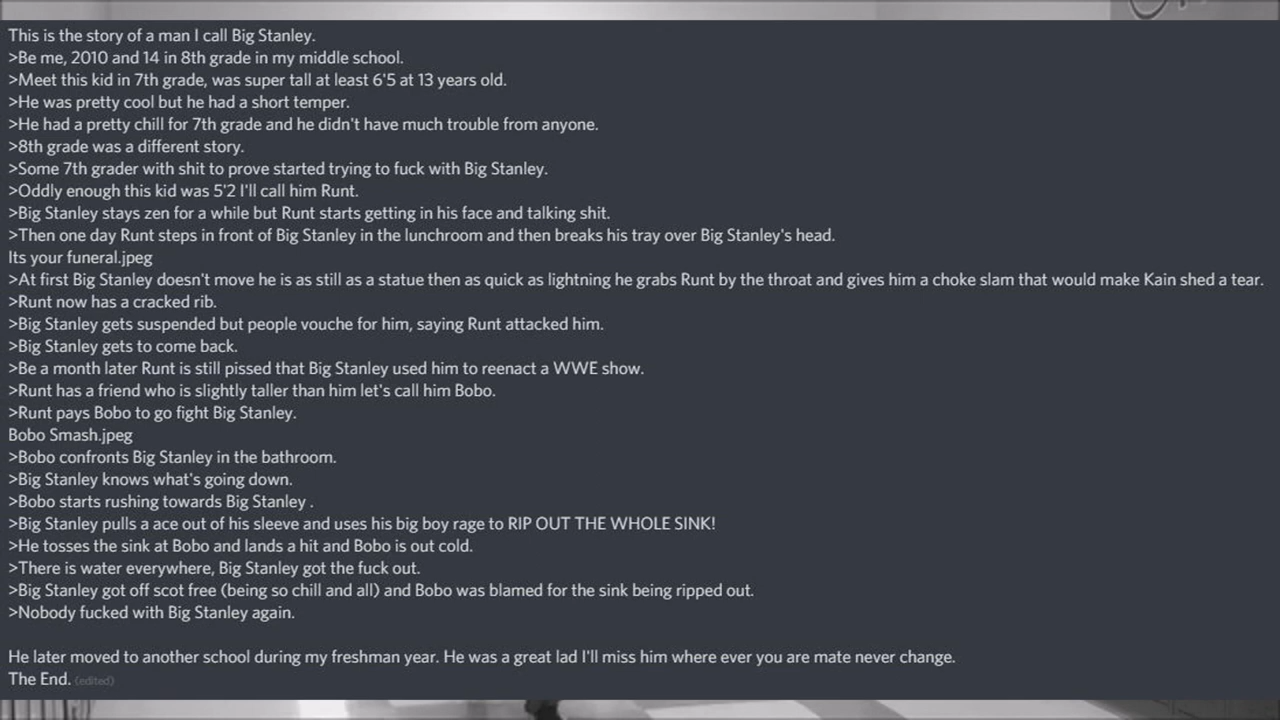 This is the story of a man I call Big Stanley.
>Be me, 2010 and 14 in 8th grade in my middle school.
>Meet this kid in 7th grade, was super tall at least 6'5 at 13 years old.
>He was pretty cool but he had a short temper.
>He had a pretty chill for 7th grade and he didn't have much trouble from anyone.
>8th grade was a different story.
>Some 7th grader with shit to prove started trying to fuck with Big Stanley.
>Oddly enough this kid was 5'2 I'll call him Runt.
>Big Stanley stays zen for a while but Runt starts getting in his face and talking shit.
>Then one day Runt steps in front of Big Stanley in the lunchroom and then breaks his tray over Big Stanley's head.
Its your funeral.jpeg
>At first Big Stanley doesn't move he is as still as a statue then as quick as lightning he grabs Runt by the throat and gives him a choke slam that would make Kain shed a tear.
>Runt now has a cracked rib.
>Big Stanley gets suspended but people vouche for him, saying Runt attacked him.
>Big Stanley gets to come back.
>Be a month later Runt is still pissed that Big Stanley used him to reenact a WWE show.
>Runt has a friend who is slightly taller than him let's call him Bobo.
>Runt pays Bobo to go fight Big Stanley.
Bobo Smash.jpeg
>Bobo confronts Big Stanley in the bathroom.
>Big Stanley knows what's going down.
>Bobo starts rushing towards Big Stanley .
>Big Stanley pulls a ace out of his sleeve and uses his big boy rage to RIP OUT THE WHOLE SINK!
>He tosses the sink at Bobo and lands a hit and Bobo is out cold.
>There is water everywhere, Big Stanley got the fuck out.
>Big Stanley got off scot free (being so chill and all) and Bobo was blamed for the sink being ripped out.
>Nobody fucked with Big Stanley again.
He later moved to another school during my freshman year. He was a great lad I'll miss him where ever you are mate never change.
The End. (edited)